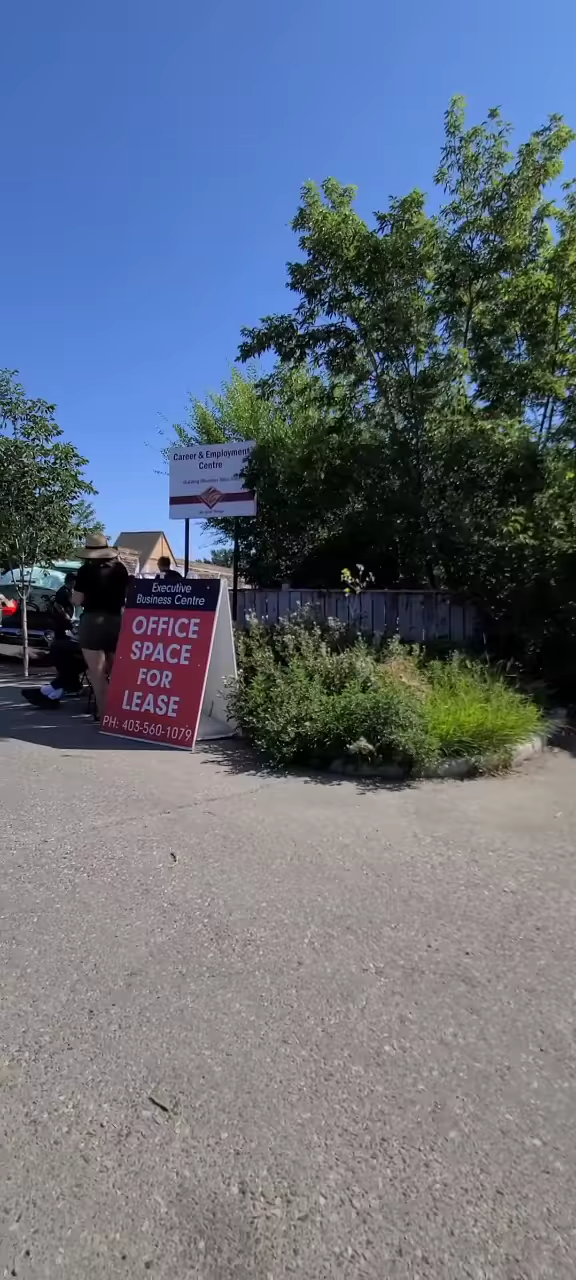 Career & Employment
Centre
Executive
Business Centre
OFFICE
SPACE
FOR
LEASE
PH: 403-560-1079